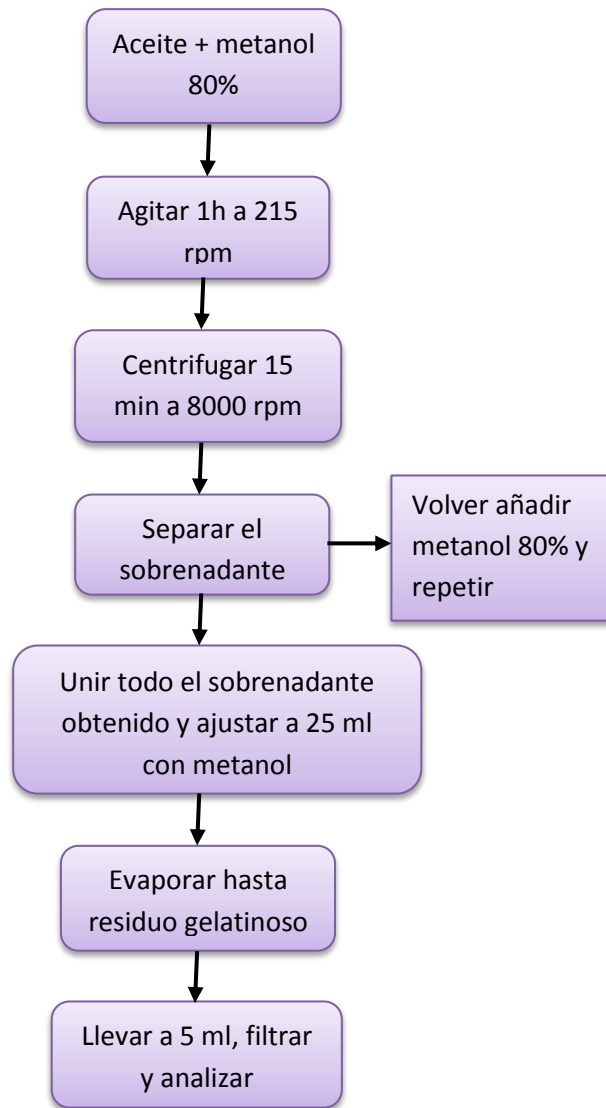 Aceite + metanol
80%
Agitar 1h a 215
rpm
Centrifugar 15
min a 8000 rpm
Separar el
sobrenadante
Volver añadir
metanol 80% y
repetir
Unir todo el sobrenadante
obtenido y ajustar a 25 ml
con metanol
Evaporar hasta
residuo gelatinoso
Llevar a 5 ml, filtrar
y analizar